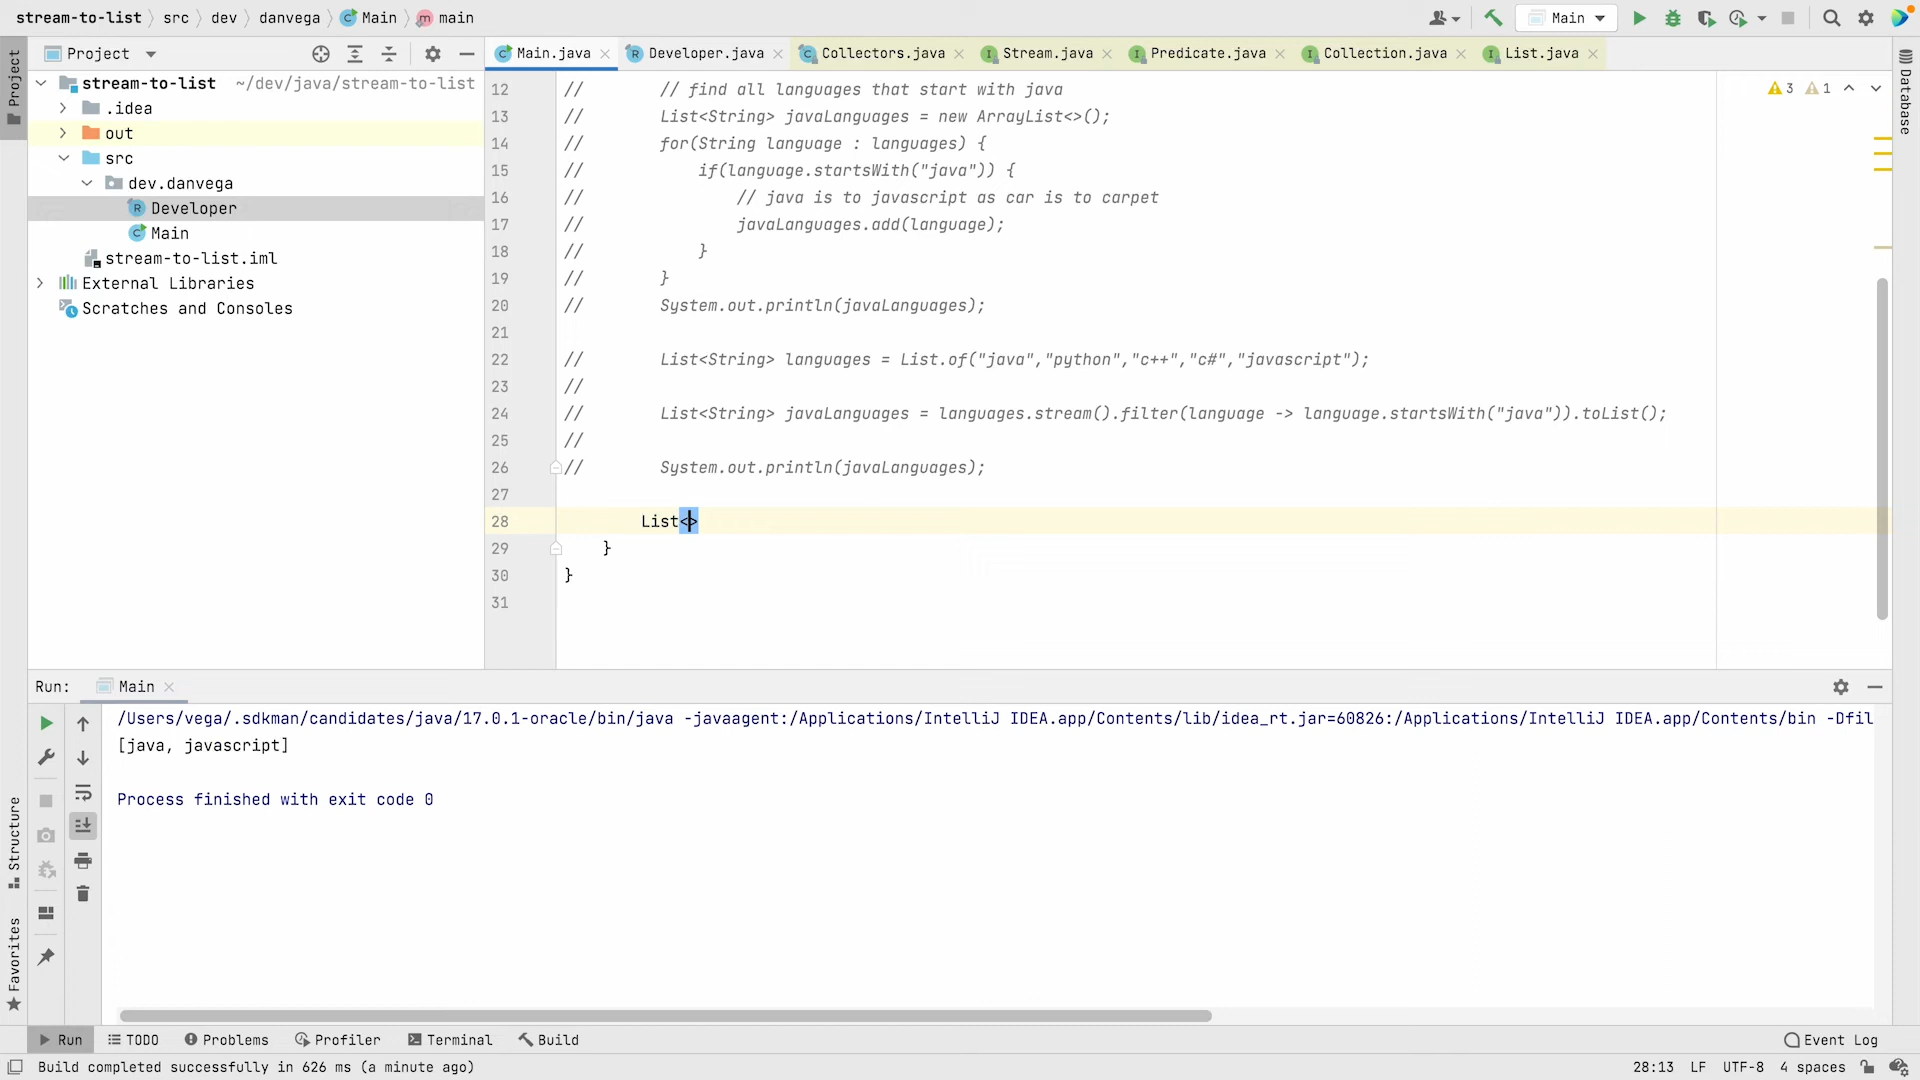 stream-to-list src dev danvega Main main
Main
Project
Main.java Developer.java Collectors.java Stream.java Predicate.java Collection.java List.java
Project
Database
stream-to-list ~/dev/java/stream-to-list
.idea
out
src
dev.danvega
Developer
Main
stream-to-list.iml
External Libraries
Scratches and Consoles
3 1
12 // // find all languages that start with java
13 // List<String> javaLanguages = new ArrayList<>();
14 // for(String language : languages) {
15 // if(language.startsWith("java")) {
16 // // java is to javascript as car is to carpet
17 // javaLanguages.add(language);
18 // }
19 // }
20 // System.out.println(javaLanguages);
21
22 // List<String> languages = List.of("java","python","c++","c#","javascript");
23 //
24 // List<String> javaLanguages = languages.stream().filter(language -> language.startsWith("java")).toList();
25 //
26 // System.out.println(javaLanguages);
27
28 List<>
29 }
30 }
31
Run: Main
/Users/vega/.sdkman/candidates/java/17.0.1-oracle/bin/java -javaagent:/Applications/IntelliJ IDEA.app/Contents/lib/idea_rt.jar=60826:/Applications/IntelliJ IDEA.app/Contents/bin -Dfil
[java, javascript]
Process finished with exit code 0
Structure
Favorites
Run TODO Problems Profiler Terminal Build Event Log
Build completed successfully in 626 ms (a minute ago) 28:13 LF UTF-8 4 spaces